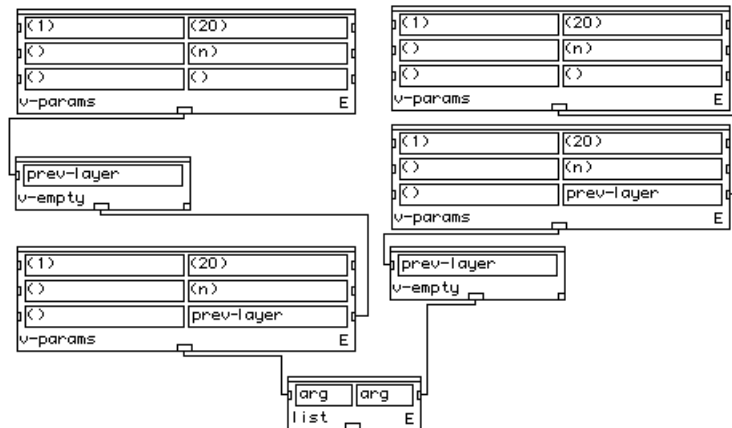 (1) (20)
() (n)
() ()
v-params E
prev-layer
v-empty
(1) (20)
() (n)
() prev-layer
v-params E
(1) (20)
() (n)
() ()
v-params E
(1) (20)
() (n)
() prev-layer
v-params E
prev-layer
v-empty
arg arg
list E